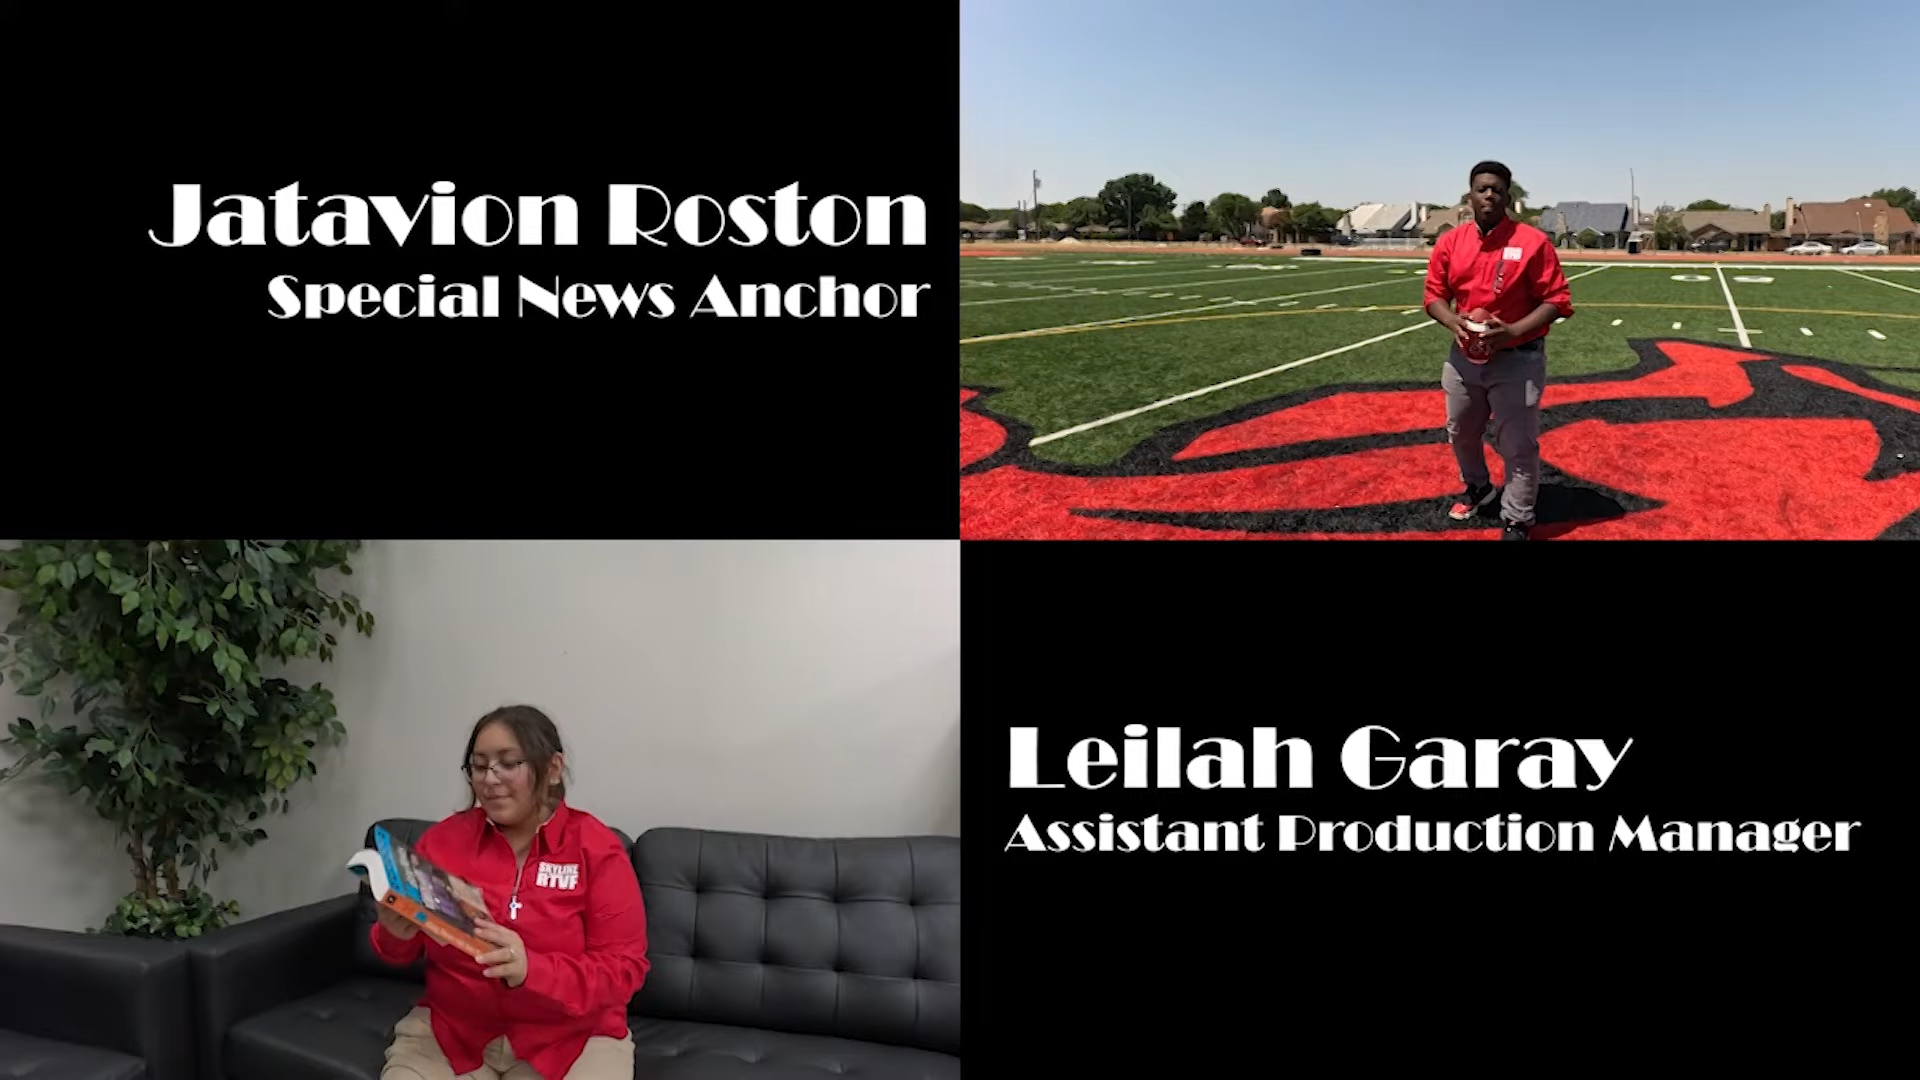 Jatavion Roston
Special News Anchor
SKYLINE
RTVF
Leilah Garay
Assistant Production Manager